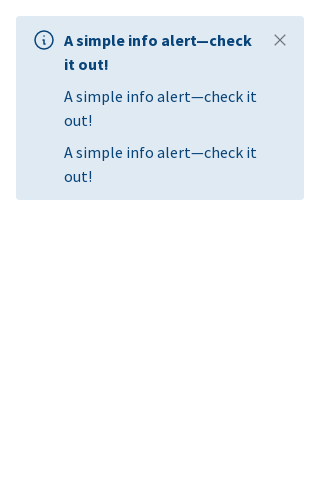 A simple info alert—check
it out!
A simple info alert—check it
out!
A simple info alert—check it
out!